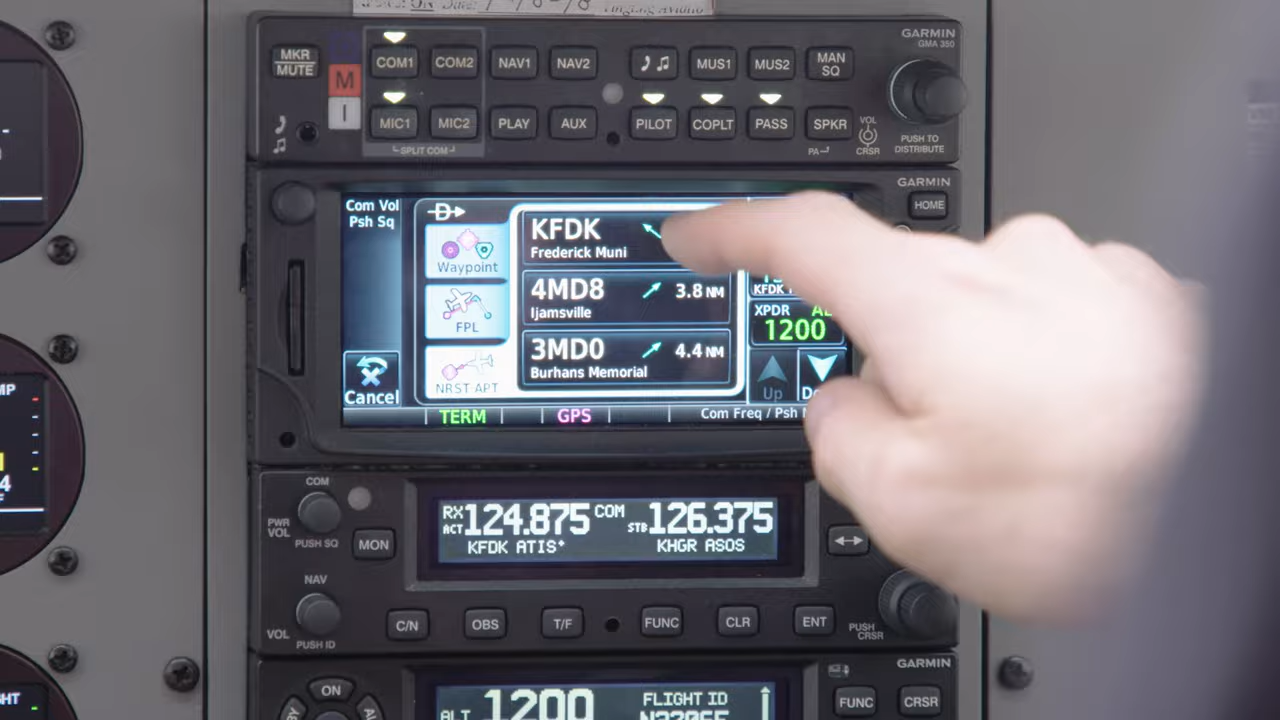 GARMIN
GMA 350
MKR
MUTE
M
I
COM1
COM2
NAV1
NAV2
MUS1
MUS2
MAN
SQ
MIC1
MIC2
PLAY
AUX
PILOT
COPLT
PASS
SPKR
VOL
CRSR
PUSH TO
DISTRIBUTE
SPLIT COM
PA
GARMIN
HOME
Com Vol
Psh Sq
D
Waypoint
FPL
NRST APT
KFDK
Frederick Muni
4MD8
3.8 NM
Ijamsville
3MD0
4.4 NM
Burhans Memorial
KFDK
XPDR
1200
Cancel
Up
TERM
GPS
Com Freq / Psh
COM
PWR
VOL
PUSH SQ
MON
RX
ACT
124.875
COM
STB
126.375
KFDK ATIS*
KHGR ASOS
NAV
VOL
PUSH ID
C/N
OBS
T/F
FUNC
CLR
ENT
PUSH
CRSR
GARMIN
ON
ALT
1200
FLIGHT ID
FUNC
CRSR